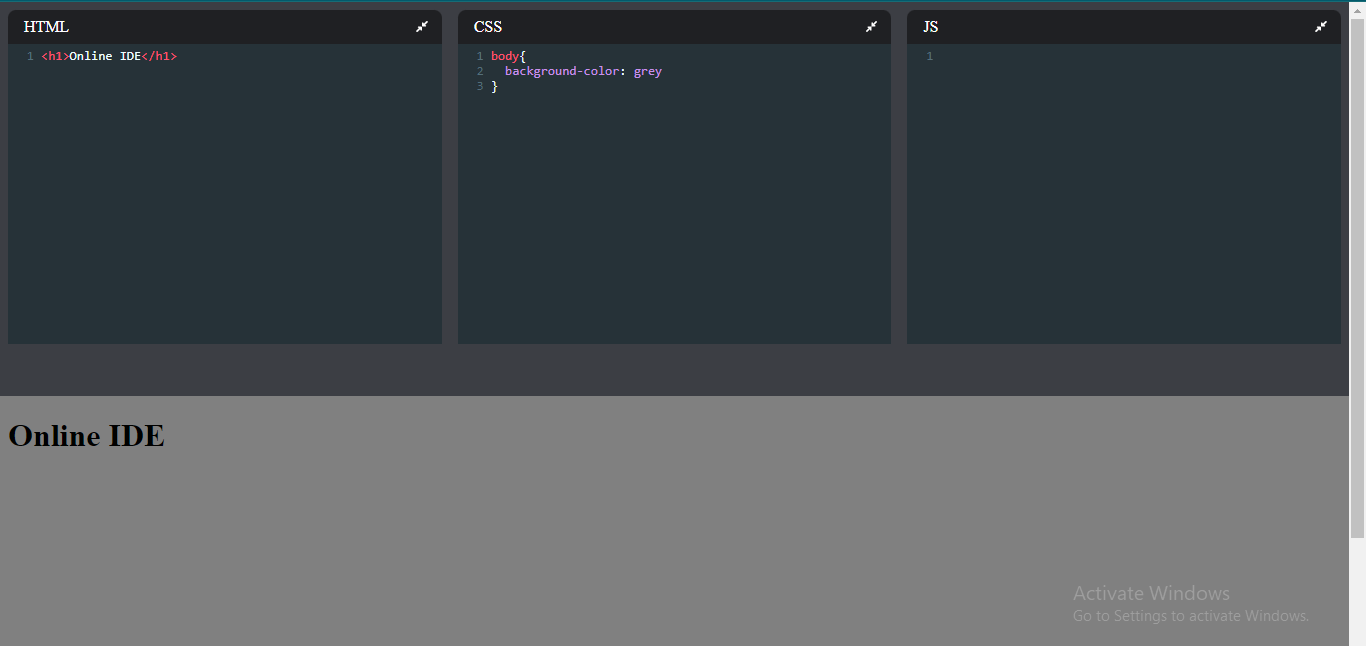 HTML
1 <h1>Online IDE</h1>
CSS
1 body{
2   background-color: grey
3 }
JS
1
Online IDE
Activate Windows
Go to Settings to activate Windows.